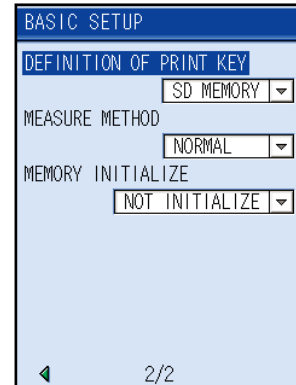 BASIC SETUP
DEFINITION OF PRINT KEY
SD MEMORY
MEASURE METHOD
NORMAL
MEMORY INITIALIZE
NOT INITIALIZE
2/2